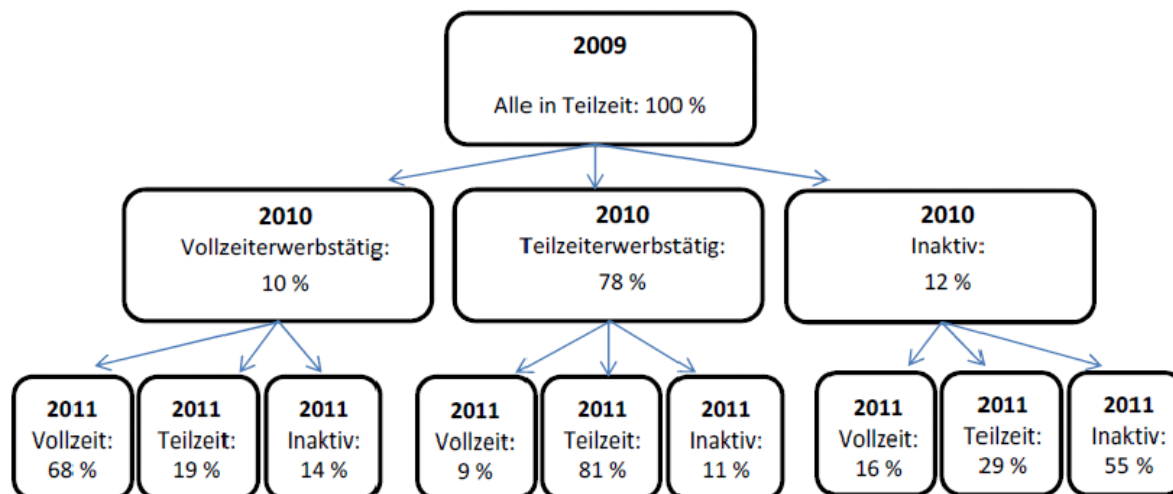 2009
Alle in Teilzeit: 100 %
2010
Vollzeiterwerbstätig:
10 %
2010
Teilzeiterwerbstätig:
78 %
2010
Inaktiv:
12 %
2011
Vollzeit:
68 %
2011
Teilzeit:
19 %
2011
Inaktiv:
14 %
2011
Vollzeit:
9 %
2011
Teilzeit:
81 %
2011
Inaktiv:
11 %
2011
Vollzeit:
16 %
2011
Teilzeit:
29 %
2011
Inaktiv:
55 %